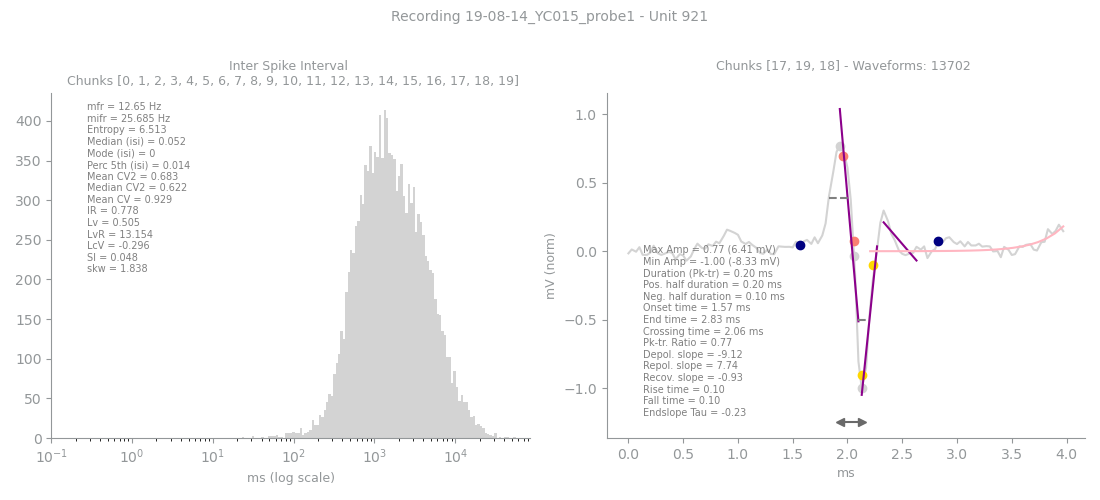 Recording 19-08-14_YC015_probe1 - Unit 921
Inter Spike Interval
Chunks [0, 1, 2, 3, 4, 5, 6, 7, 8, 9, 10, 11, 12, 13, 14, 15, 16, 17, 18, 19]
mfr = 12.65 Hz
mifr = 25.685 Hz
Entropy = 6.513
Median (isi) = 0.052
Mode (isi) = 0
Perc 5th (isi) = 0.014
Mean CV2 = 0.683
Median CV2 = 0.622
Mean CV = 0.929
IR = 0.778
Lv = 0.505
LvR = 13.154
LcV = -0.296
SI = 0.048
skw = 1.838
400
350
300
250
200
150
100
50
0
10⁻¹ 10⁰ 10¹ 10² 10³ 10⁴
ms (log scale)
Chunks [17, 19, 18] - Waveforms: 13702
mV (norm)
1.0
0.5
0.0
−0.5
−1.0
Max Amp = 0.77 (6.41 mV)
Min Amp = -1.00 (-8.33 mV)
Duration (Pk-tr) = 0.20 ms
Pos. half duration = 0.20 ms
Neg. half duration = 0.10 ms
Onset time = 1.57 ms
End time = 2.83 ms
Crossing time = 2.06 ms
Pk-tr. Ratio = 0.77
Depol. slope = -9.12
Repol. slope = 7.74
Recov. slope = -0.93
Rise time = 0.10
Fall time = 0.10
Endslope Tau = -0.23
0.0 0.5 1.0 1.5 2.0 2.5 3.0 3.5 4.0
ms